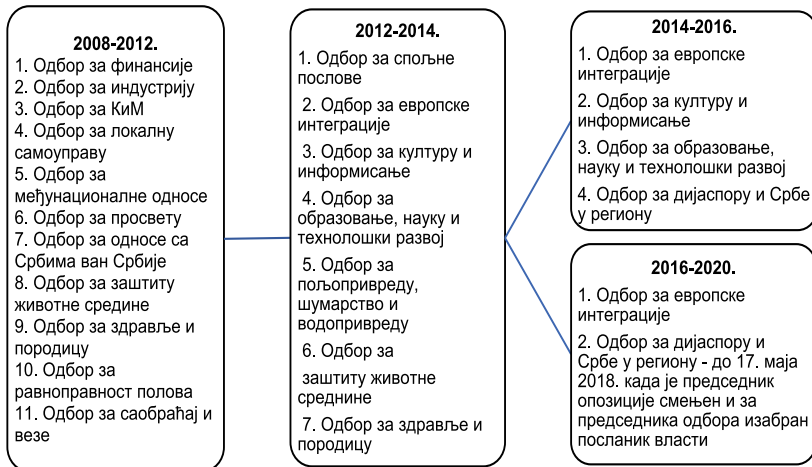 2008-2012.
1. Одбор за финансије
2. Одбор за индустрију
3. Одбор за КиМ
4. Одбор за локалну
самоуправу
5. Одбор за
међунационалне односе
6. Одбор за просвету
7. Одбор за односе са
Србима ван Србије
8. Одбор за заштиту
животне средине
9. Одбор за здравље и
породицу
10. Одбор за
равноправност полова
11. Одбор за саобраћај и
везе
2012-2014.
1. Одбор за спољне
послове
2. Одбор за европске
интеграције
3. Одбор за културу и
информисање
4. Одбор за
образовање, науку и
технолошки развој
5. Одбор за
пољопривреду,
шумарство и
водопривреду
6. Одбор за
заштиту животне
среднине
7. Одбор за здравље и
породицу
2014-2016.
1. Одбор за европске
интеграције
2. Одбор за културу и
информисање
3. Одбор за образовање,
науку и технолошки развој
4. Одбор за дијаспору и Србе
у региону
2016-2020.
1. Одбор за европске
интеграције
2. Одбор за дијаспору и
Србе у региону - до 17. маја
2018. када је председник
опозиције смењен и за
председника одбора изабран
посланик власти